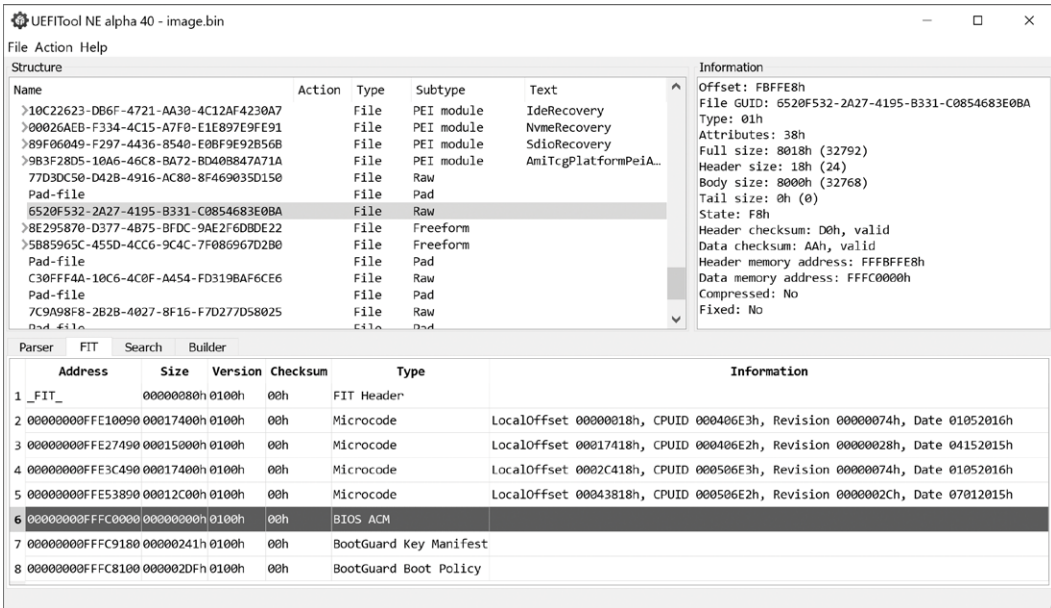 UEFITool NE alpha 40 - image.bin
File Action Help
Structure
Name Action Type Subtype Text
10C22623-DB6F-4721-AA30-4C12AF4230A7 File PEI module IdeRecovery
00026AEB-F334-4C15-A7F0-E1E897E9FE91 File PEI module NvmeRecovery
89F06049-F297-4436-8540-E0BF9E92B56B File PEI module SdioRecovery
9B3F28D5-10A6-46C8-BA72-BD40B847A71A File PEI module AmiTcgPlatformPeiA…
77D3DC50-D42B-4916-AC80-8F469035D150 File Raw
Pad-file File Pad
6520F532-2A27-4195-B331-C0854683E0BA File Raw
8E295870-D377-4B75-BFDC-9AE2F6DBDE22 File Freeform
5B85965C-455D-4CC6-9C4C-7F086967D2B0 File Freeform
Pad-file File Pad
C30FFF4A-10C6-4C0F-A454-FD319BAF6CE6 File Raw
Pad-file File Pad
7C9A98F8-2B2B-4027-8F16-F7D277D58025 File Raw
Pad-file File Pad
Information
Offset: FBFFE8h
File GUID: 6520F532-2A27-4195-B331-C0854683E0BA
Type: 01h
Attributes: 38h
Full size: 8018h (32792)
Header size: 18h (24)
Body size: 8000h (32768)
Tail size: 0h (0)
State: F8h
Header checksum: D0h, valid
Data checksum: AAh, valid
Header memory address: FFFBFFE8h
Data memory address: FFFC0000h
Compressed: No
Fixed: No
Parser FIT Search Builder
Address Size Version Checksum Type Information
1 _FIT_ 00000080h 0100h 00h FIT Header
2 00000000FFE10090 00017400h 0100h 00h Microcode LocalOffset 00000018h, CPUID 000406E3h, Revision 00000074h, Date 01052016h
3 00000000FFE27490 00015000h 0100h 00h Microcode LocalOffset 00017418h, CPUID 000406E2h, Revision 00000028h, Date 04152015h
4 00000000FFE3C490 00017400h 0100h 00h Microcode LocalOffset 0002C418h, CPUID 000506E3h, Revision 00000074h, Date 01052016h
5 00000000FFE53890 00012C00h 0100h 00h Microcode LocalOffset 00043818h, CPUID 000506E2h, Revision 0000002Ch, Date 07012015h
6 00000000FFFC0000 00000000h 0100h 00h BIOS ACM
7 00000000FFFC9180 00000241h 0100h 00h BootGuard Key Manifest
8 00000000FFFC8100 000002DFh 0100h 00h BootGuard Boot Policy